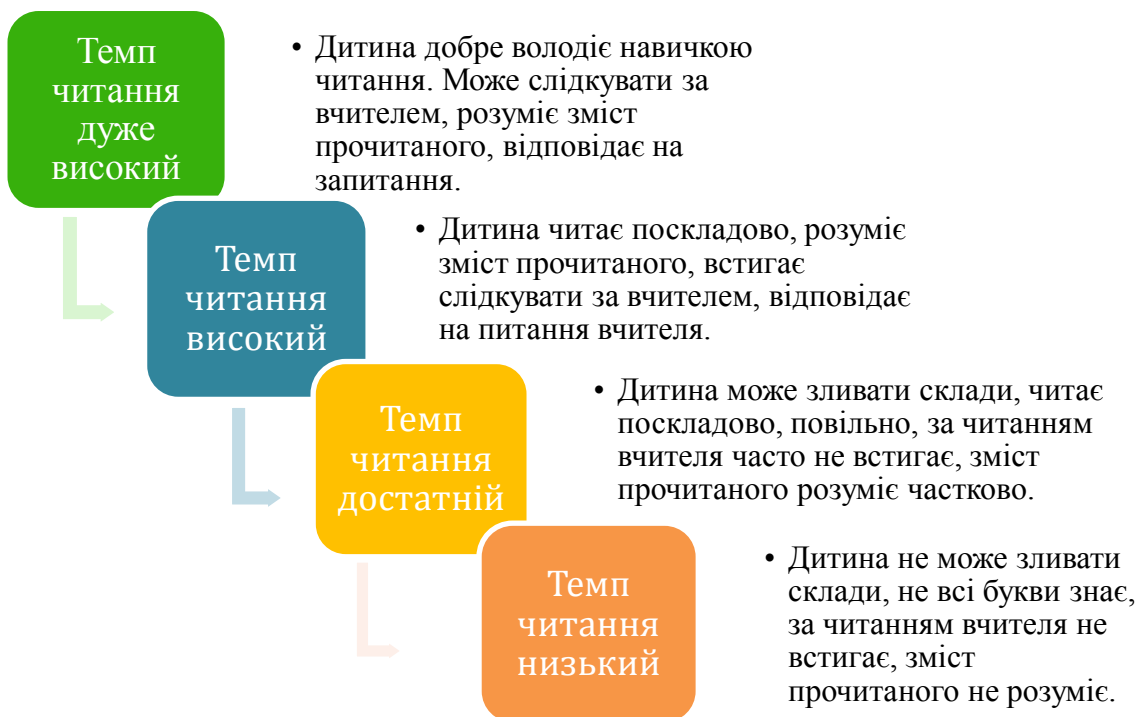 Темп
читання
дуже
високий
• Дитина добре володіє навичкою
читання. Може слідкувати за
вчителем, розуміє зміст
прочитаного, відповідає на
запитання.
Темп
читання
високий
• Дитина читає поскладово, розуміє
зміст прочитаного, встигає
слідкувати за вчителем, відповідає
на питання вчителя.
Темп
читання
достатній
• Дитина може зливати склади, читає
поскладово, повільно, за читанням
вчителя часто не встигає, зміст
прочитаного розуміє частково.
Темп
читання
низький
• Дитина не може зливати
склади, не всі букви знає,
за читанням вчителя не
встигає, зміст
прочитаного не розуміє.